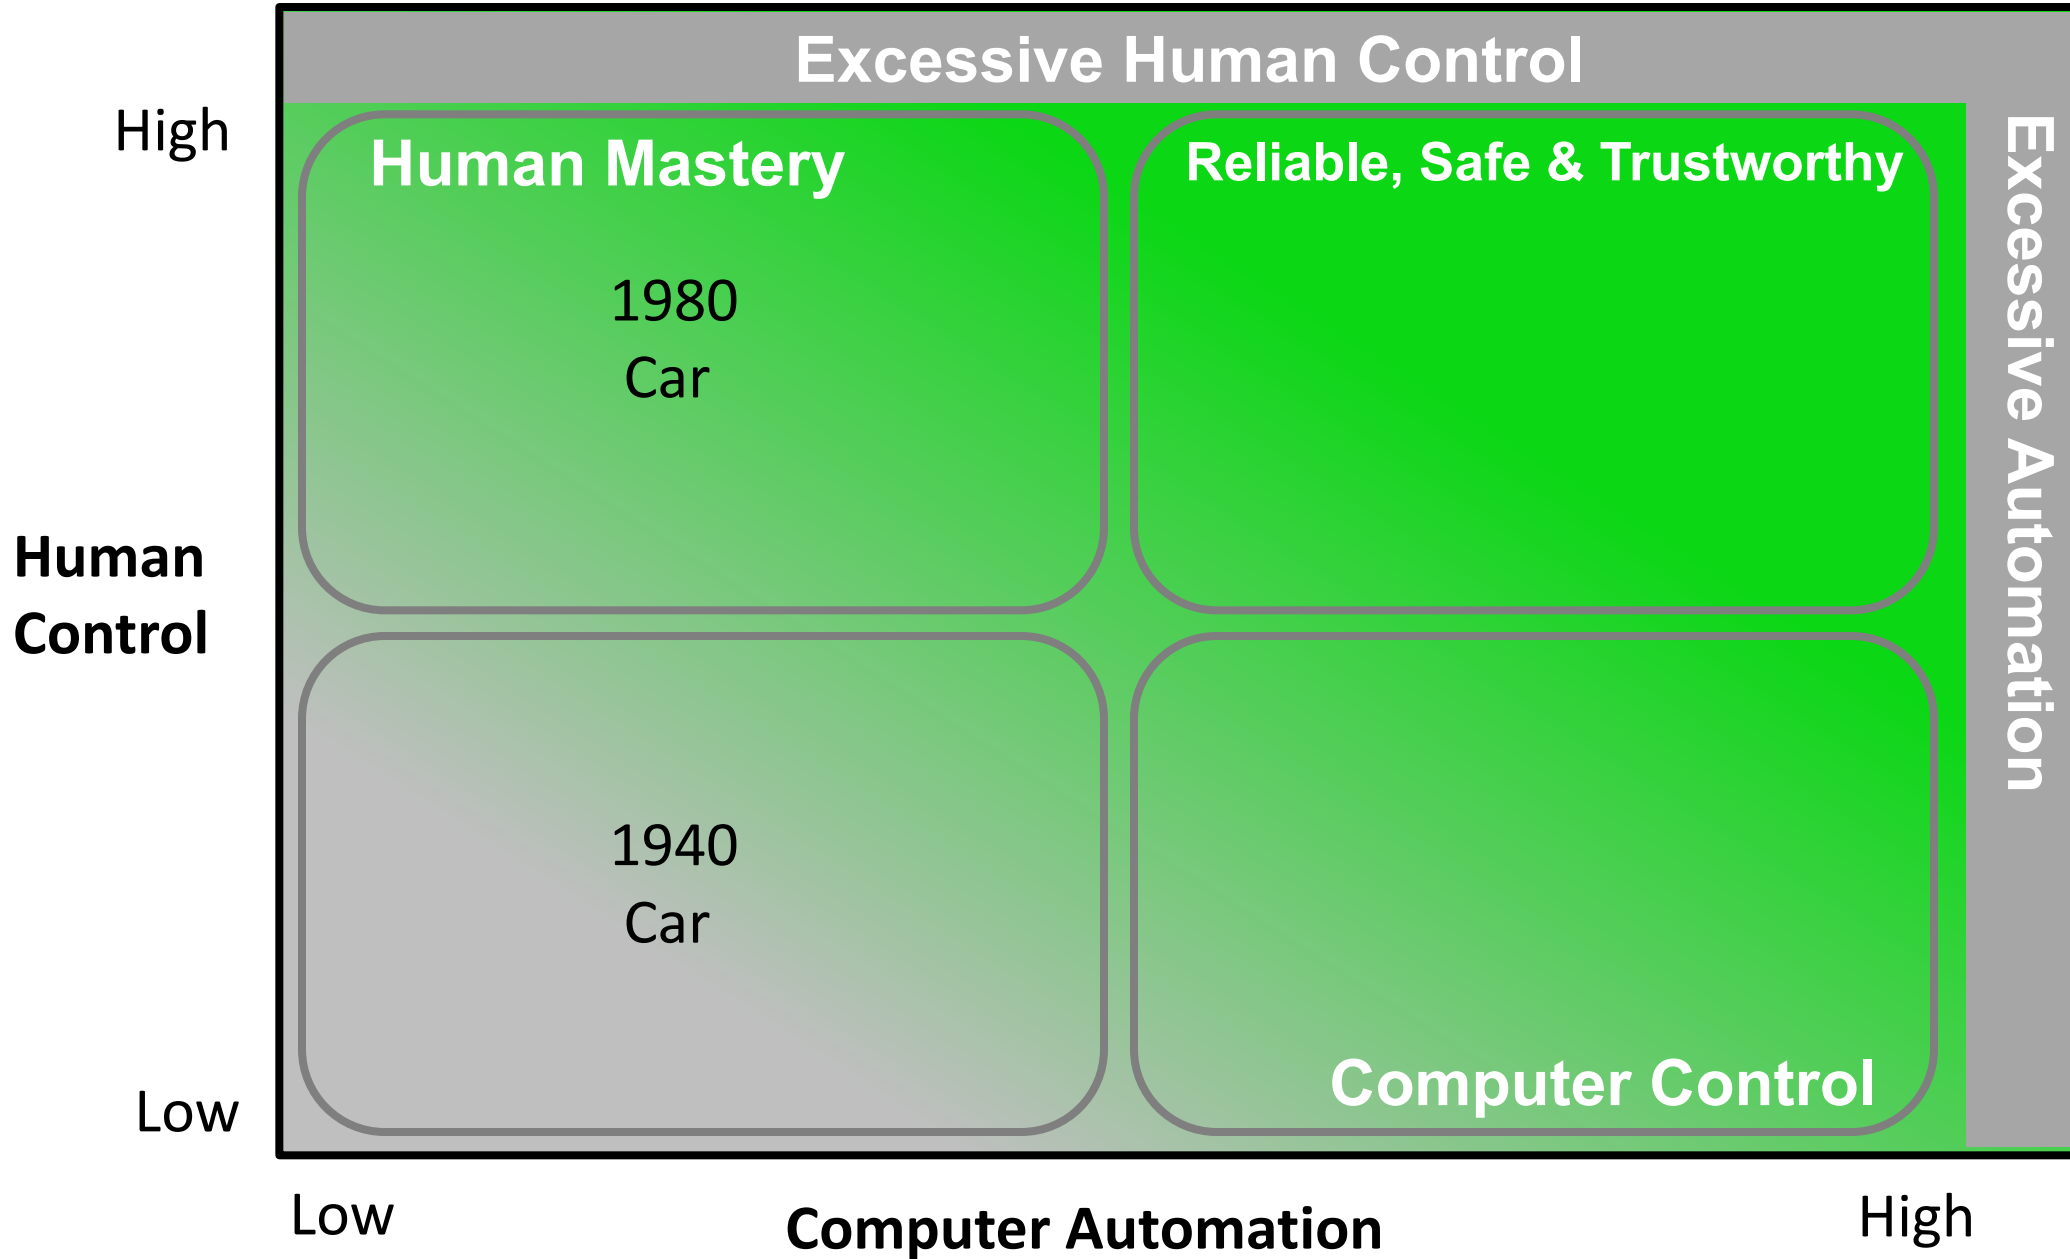 Excessive Human Control
High
Human Mastery
Reliable, Safe & Trustworthy
Excessive Automation
1980
Car
Human
Control
1940
Car
Computer Control
Low
Low
Computer Automation
High